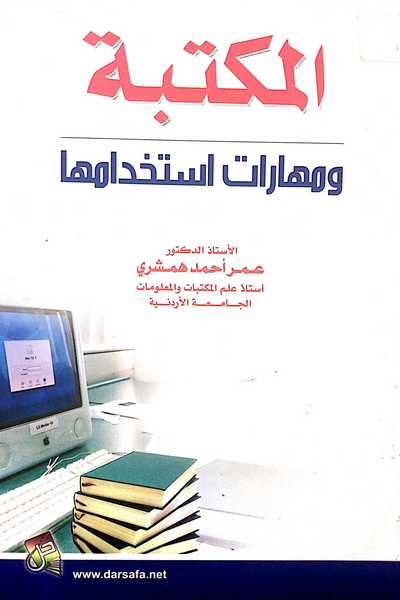 المكتبة
ومهارات استخدامها
الأستاذ الدكتور
عمر أحمد همشري
أستاذ علم المكتبات والمعلومات
الجامعة الأردنية
www.darsafa.net